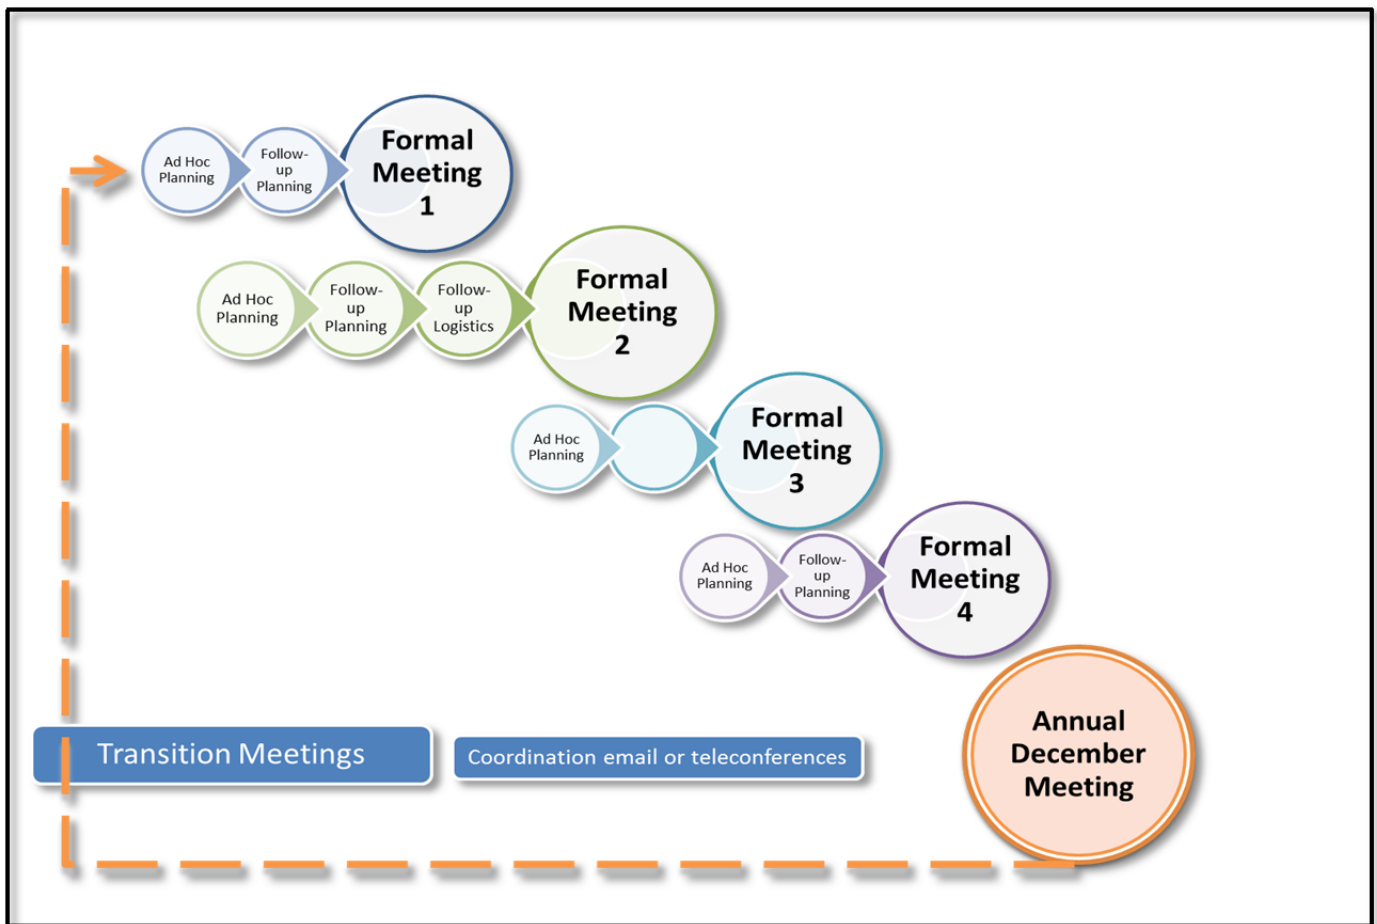 Ad Hoc
Planning
Follow-
up
Planning
Formal
Meeting
1
Ad Hoc
Planning
Follow-
up
Planning
Follow-
up
Logistics
Formal
Meeting
2
Ad Hoc
Planning
Formal
Meeting
3
Ad Hoc
Planning
Follow-
up
Planning
Formal
Meeting
4
Annual
December
Meeting
Transition Meetings
Coordination email or teleconferences